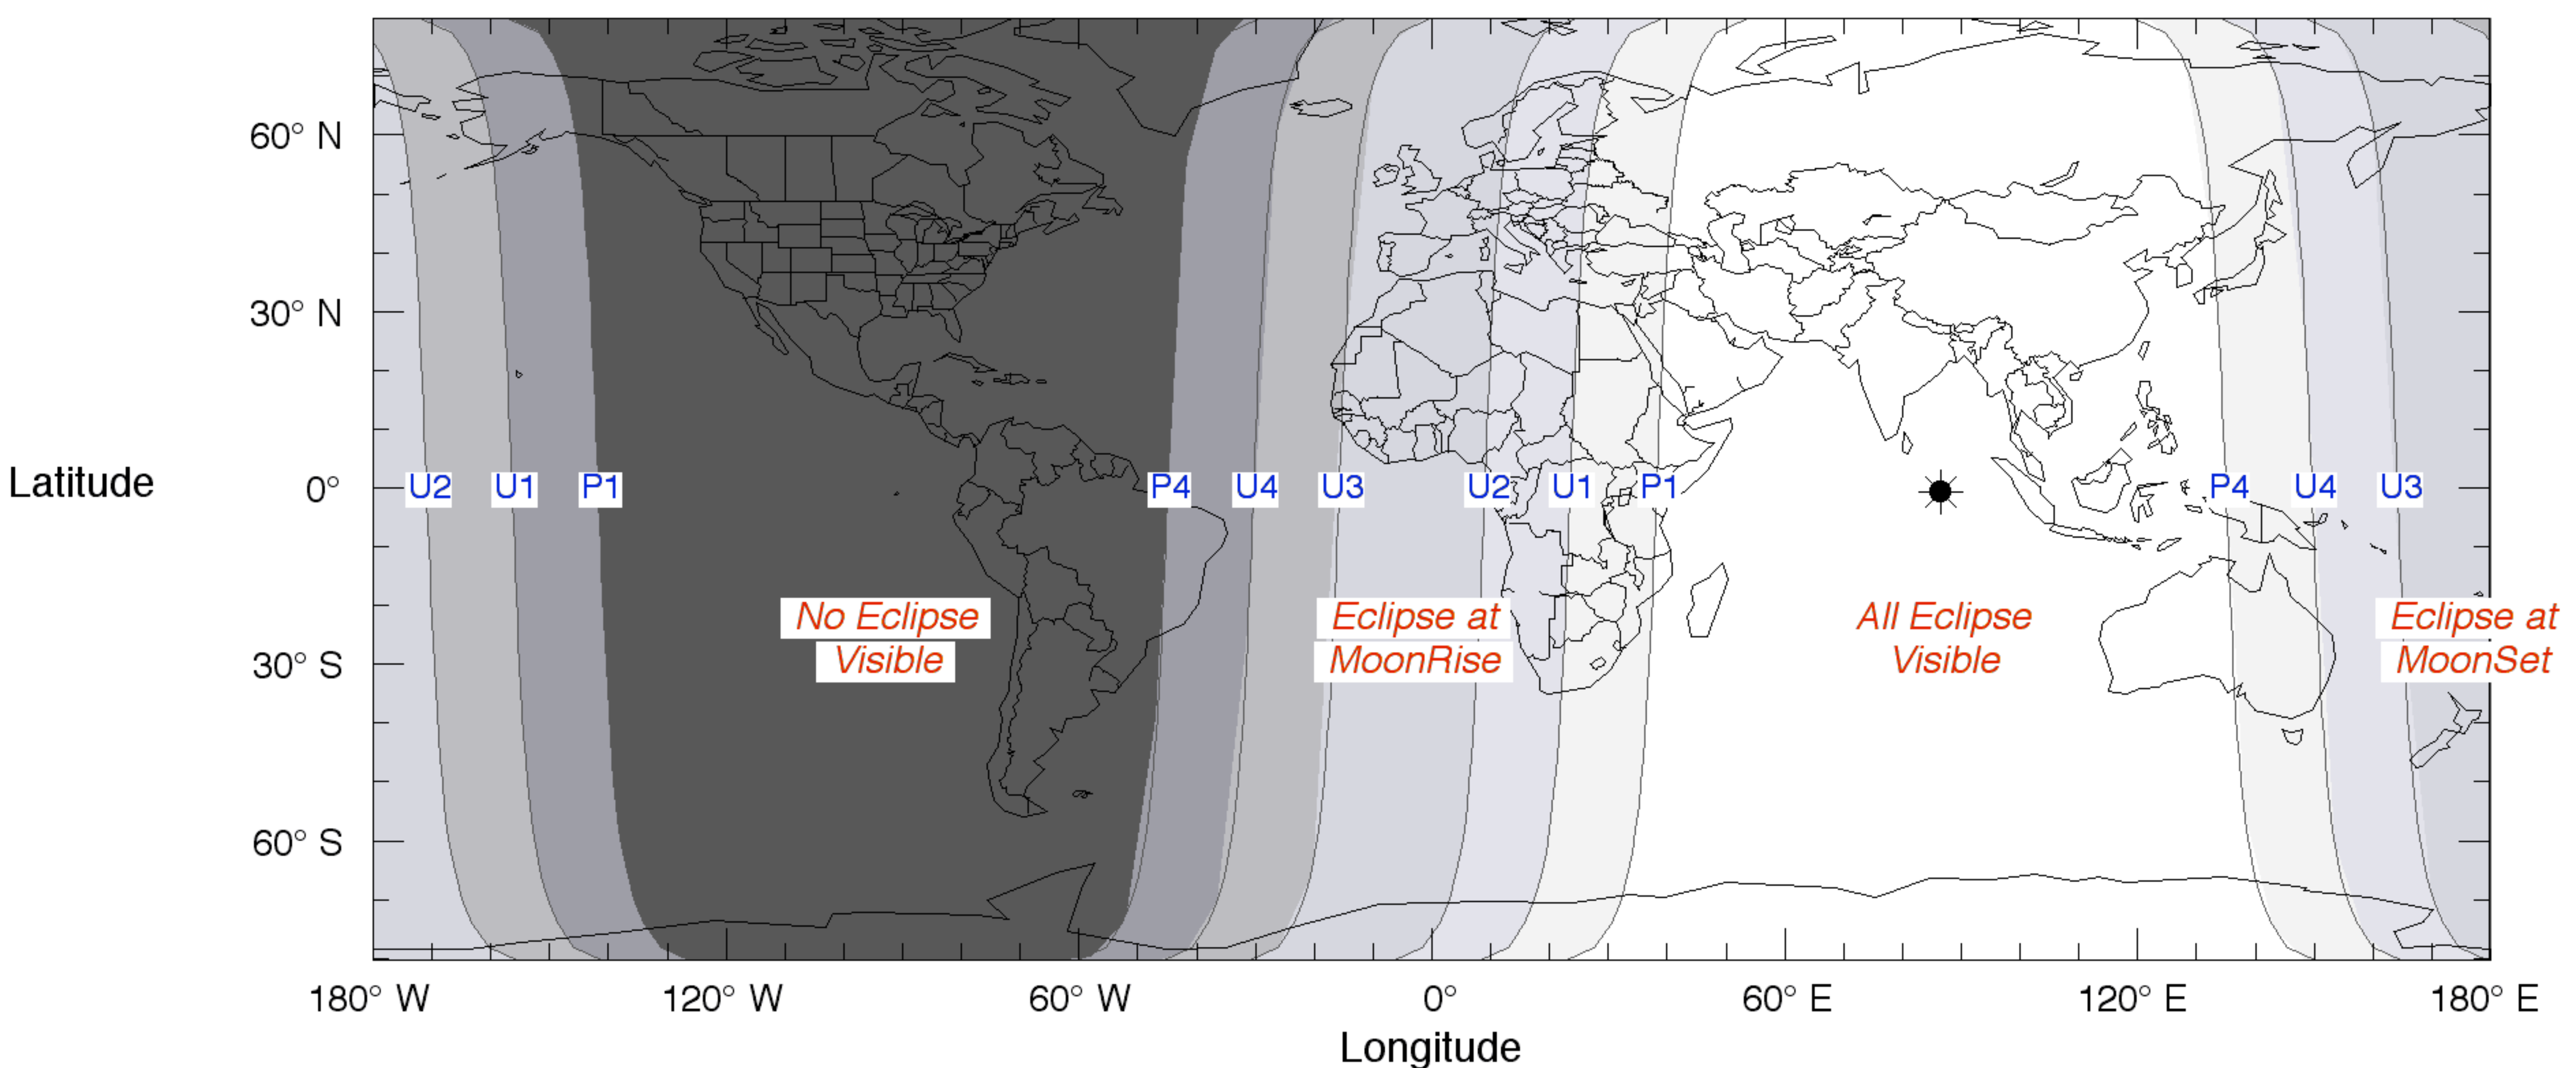 60° N
30° N
Latitude
0°
U2 U1 P1 P4 U4 U3 U2 U1 P1 P4 U4 U3
No Eclipse
Visible
Eclipse at
MoonRise
All Eclipse
Visible
Eclipse at
MoonSet
30° S
60° S
180° W 120° W 60° W 0° 60° E 120° E 180° E
Longitude